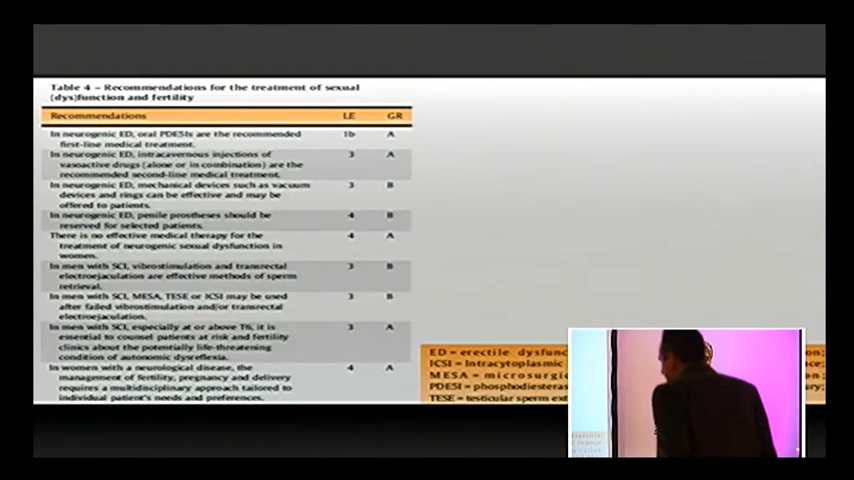 Table 4 – Recommendations for the treatment of sexual
(dys)function and fertility
Recommendations LE GR
In neurogenic ED, oral PDE5Is are the recommended 1b A
first-line medical treatment.
In neurogenic ED, intracavernous injections of 3 A
vasoactive drugs (alone or in combination) are the
recommended second-line medical treatment.
In neurogenic ED, mechanical devices such as vacuum 3 B
devices and rings can be effective and may be
offered to patients.
In neurogenic ED, penile prostheses should be 4 B
reserved for selected patients.
There is no effective medical therapy for the 4 A
treatment of neurogenic sexual dysfunction in
women.
In men with SCI, vibrostimulation and transrectal 3 B
electroejaculation are effective methods of sperm
retrieval.
In men with SCI, MESA, TESE or ICSI may be used 3 B
after failed vibrostimulation and/or transrectal
electroejaculation.
In men with SCI, especially at or above T6, it is 3 A
essential to counsel patients at risk and fertility
clinics about the potentially life-threatening
condition of autonomic dysreflexia.
In women with a neurological disease, the 4 A
management of fertility, pregnancy and delivery
requires a multidisciplinary approach tailored to
individual patient's needs and preferences.
ED = erectile dysfunc
ICSI = Intracytoplasmic
MESA = microsurgi
PDE5I = phosphodiesteras
TESE = testicular sperm ext